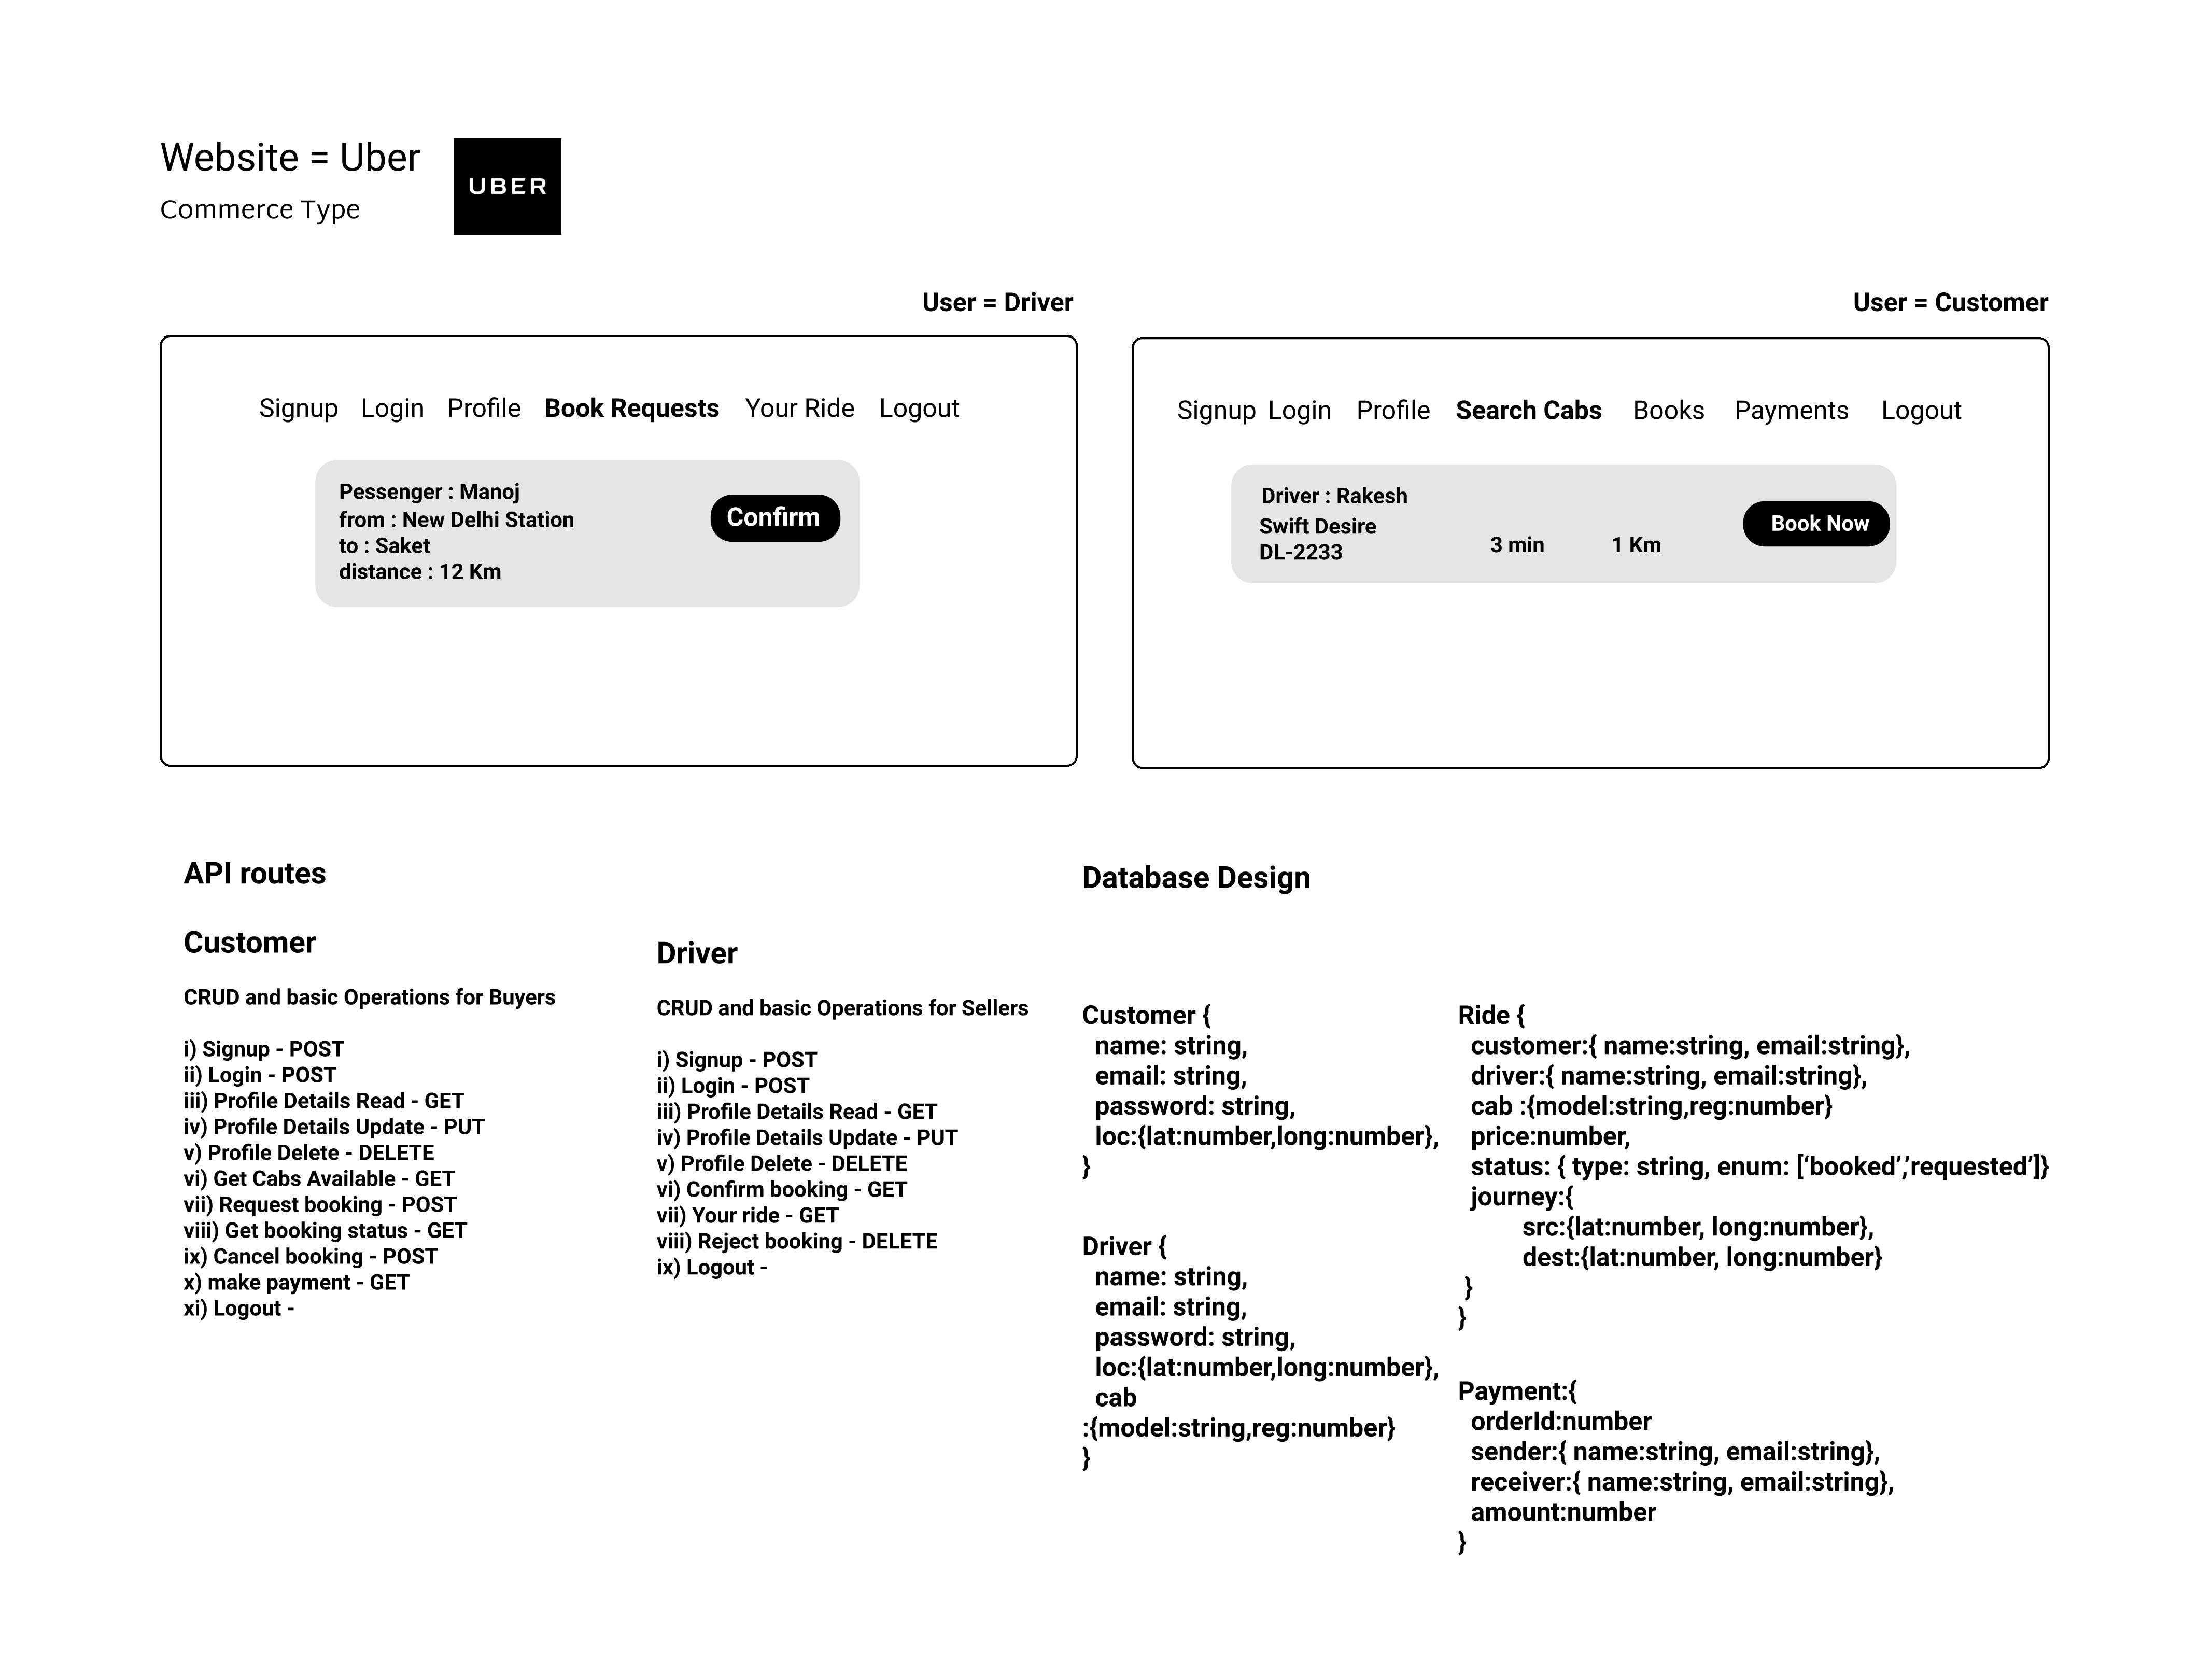 Website = Uber
UBER
Commerce Type
User = Driver
Signup Login Profile Book Requests Your Ride Logout
Pessenger : Manoj
from : New Delhi Station
to : Saket
distance : 12 Km
Confirm
User = Customer
Signup Login Profile Search Cabs Books Payments Logout
Driver : Rakesh
Swift Desire
DL-2233
3 min 1 Km
Book Now
API routes
Customer
CRUD and basic Operations for Buyers
i) Signup - POST
ii) Login - POST
iii) Profile Details Read - GET
iv) Profile Details Update - PUT
v) Profile Delete - DELETE
vi) Get Cabs Available - GET
vii) Request booking - POST
viii) Get booking status - GET
ix) Cancel booking - POST
x) make payment - GET
xi) Logout -
Driver
CRUD and basic Operations for Sellers
i) Signup - POST
ii) Login - POST
iii) Profile Details Read - GET
iv) Profile Details Update - PUT
v) Profile Delete - DELETE
vi) Confirm booking - GET
vii) Your ride - GET
viii) Reject booking - DELETE
ix) Logout -
Database Design
Customer {
name: string,
email: string,
password: string,
loc:{lat:number,long:number},
}
Driver {
name: string,
email: string,
password: string,
loc:{lat:number,long:number},
cab
:{model:string,reg:number}
}
Ride {
customer:{ name:string, email:string},
driver:{ name:string, email:string},
cab :{model:string,reg:number}
price:number,
status: { type: string, enum: [‘booked’,’requested’]}
journey:{
src:{lat:number, long:number},
dest:{lat:number, long:number}
}
}
Payment:{
orderId:number
sender:{ name:string, email:string},
receiver:{ name:string, email:string},
amount:number
}